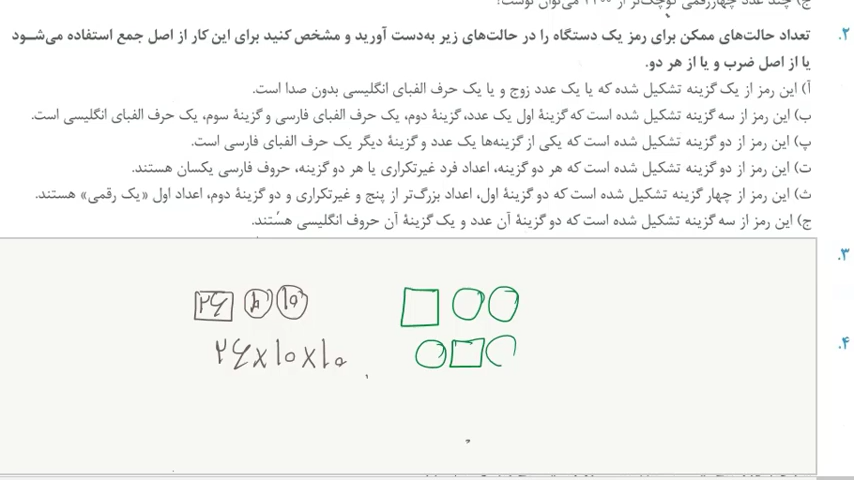 ج) چند عدد چهاررقمی کوچک‌تر از ۲۲۰۰ می‌توان نوشت؟
۲. تعداد حالت‌های ممکن برای رمز یک دستگاه را در حالت‌های زیر به‌دست آورید و مشخص کنید برای این کار از اصل جمع استفاده می‌شود
یا از اصل ضرب و یا از هر دو.
آ) این رمز از یک گزینه تشکیل شده که یا یک عدد زوج و یا یک حرف الفبای انگلیسی بدون صدا است.
ب) این رمز از سه گزینه تشکیل شده است که گزینهٔ اول یک عدد، گزینهٔ دوم، یک حرف الفبای فارسی و گزینهٔ سوم، یک حرف الفبای انگلیسی است.
پ) این رمز از دو گزینه تشکیل شده است که یکی از گزینه‌ها یک عدد و گزینهٔ دیگر یک حرف الفبای فارسی است.
ت) این رمز از دو گزینه تشکیل شده است که هر دو گزینه، اعداد فرد غیرتکراری یا هر دو گزینه، حروف فارسی یکسان هستند.
ث) این رمز از چهار گزینه تشکیل شده است که دو گزینهٔ اول، اعداد بزرگ‌تر از پنج و غیرتکراری و دو گزینهٔ دوم، اعداد اول «یک رقمی» هستند.
ج) این رمز از سه گزینه تشکیل شده است که دو گزینهٔ آن عدد و یک گزینهٔ آن حروف انگلیسی هستند.
۳.
۲۶ ۱۰ ۱۰
۴.
۲۶×۱۰×۱۰